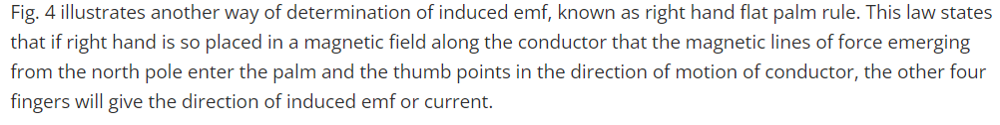 Fig. 4 illustrates another way of determination of induced emf, known as right hand flat palm rule. This law states
that if right hand is so placed in a magnetic field along the conductor that the magnetic lines of force emerging
from the north pole enter the palm and the thumb points in the direction of motion of conductor, the other four
fingers will give the direction of induced emf or current.